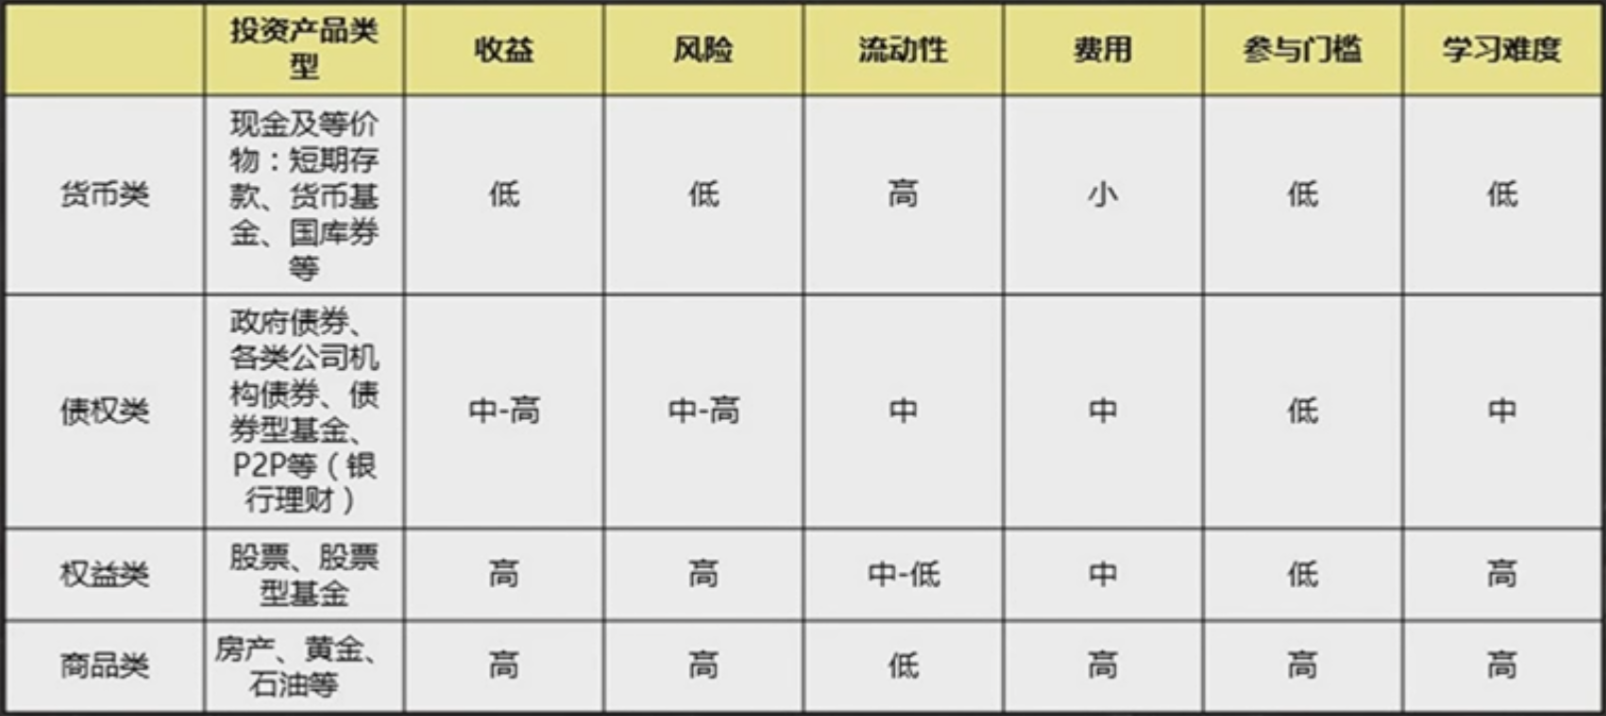 投资产品类
型
收益
风险
流动性
费用
参与门槛
学习难度
货币类
现金及等价
物：短期存
款、货币基
金、国库券
等
低
低
高
小
低
低
债权类
政府债券、
各类公司机
构债券、债
券型基金、
P2P等（银
行理财）
中-高
中-高
中
中
低
中
权益类
股票、股票
型基金
高
高
中-低
中
低
高
商品类
房产、黄金、
石油等
高
高
低
高
高
高